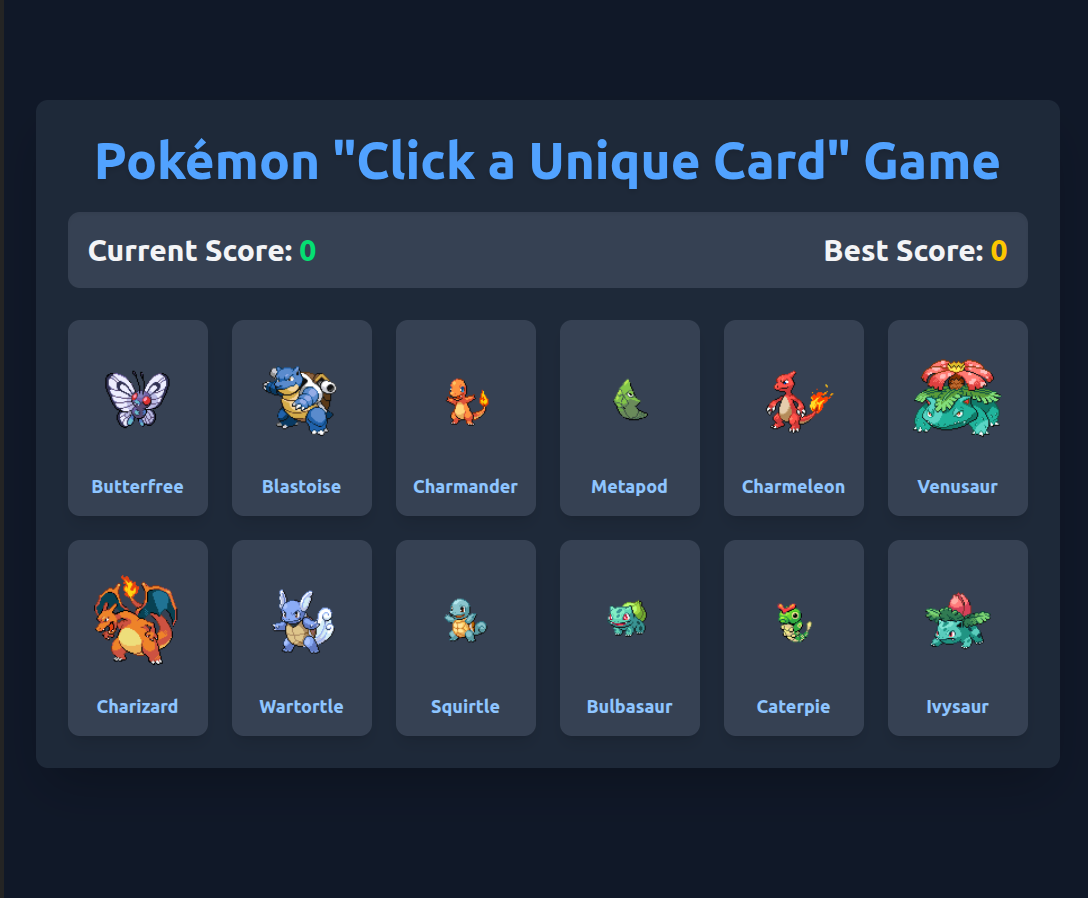 Pokémon "Click a Unique Card" Game
Current Score: 0 Best Score: 0
Butterfree Blastoise Charmander Metapod Charmeleon Venusaur
Charizard Wartortle Squirtle Bulbasaur Caterpie Ivysaur